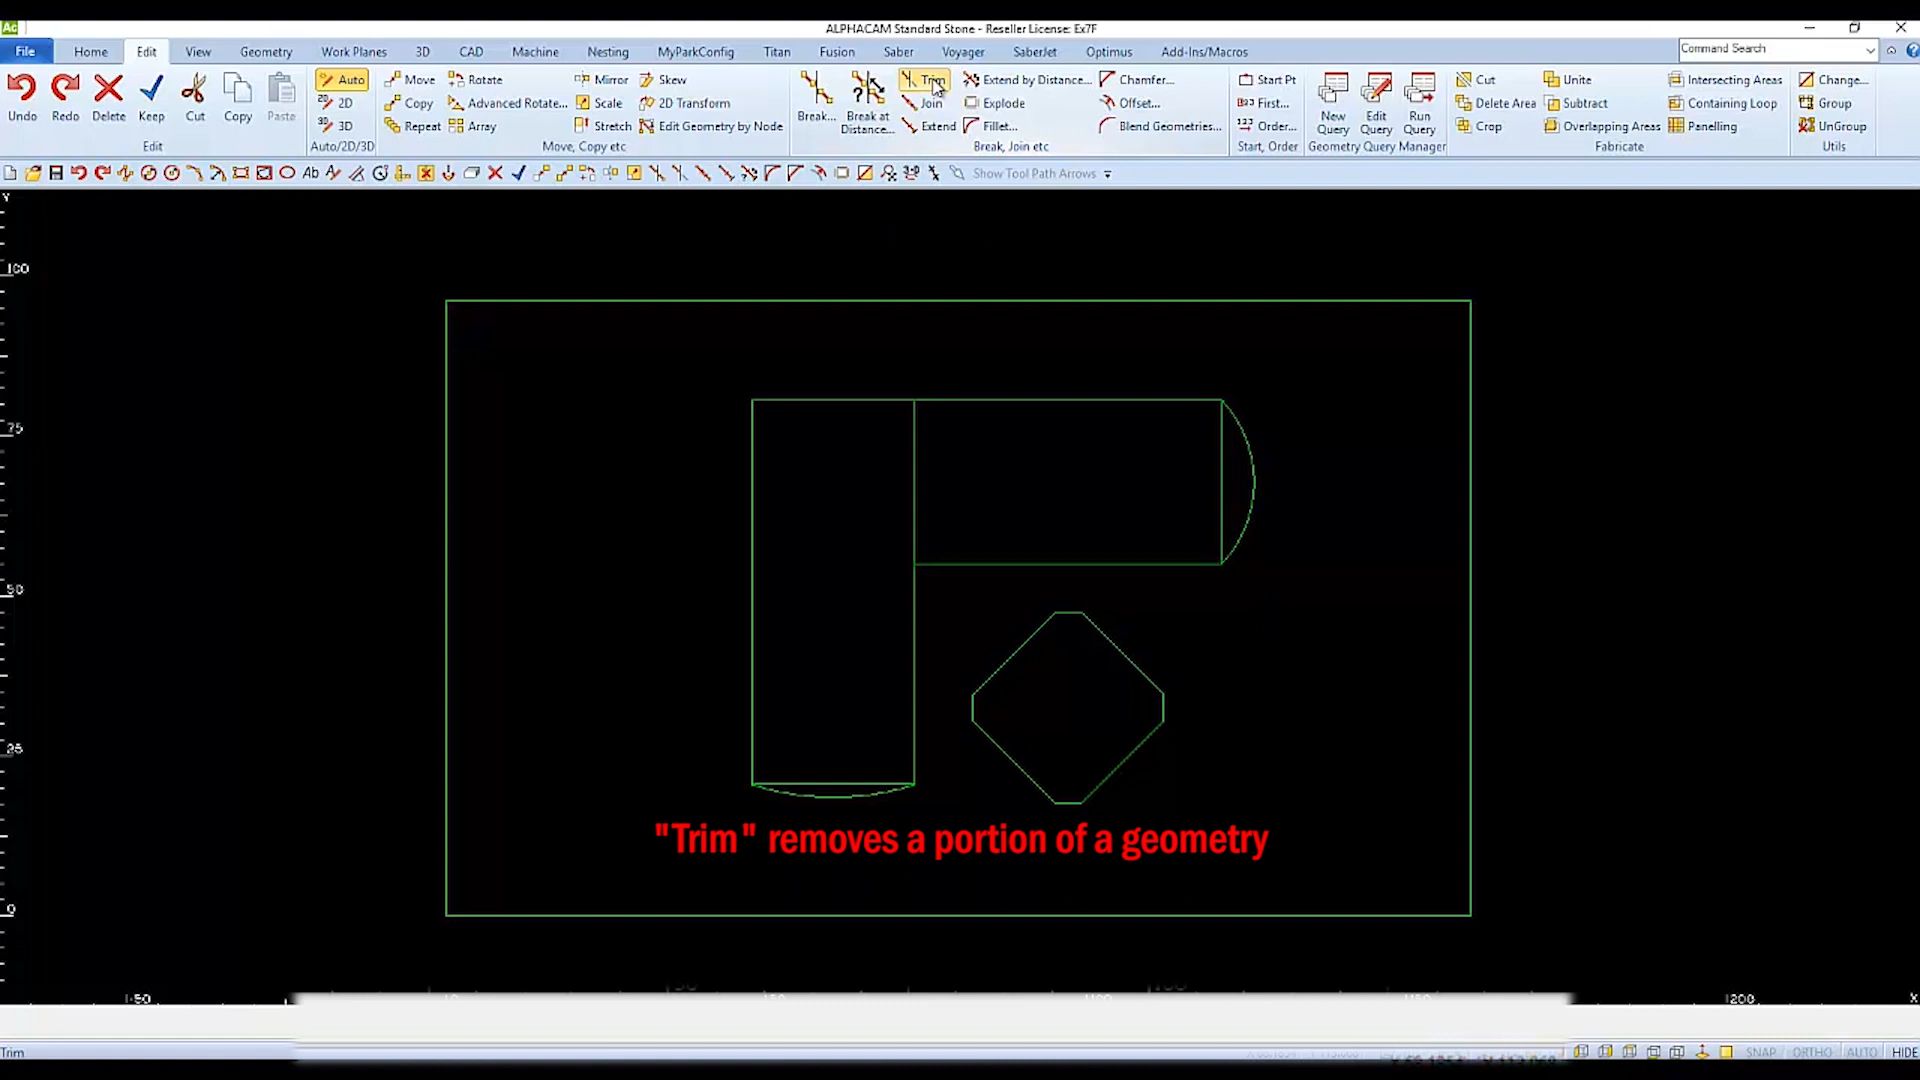 Ac
ALPHACAM Standard Stone - Reseller License: Ex7F
File Home Edit View Geometry Work Planes 3D CAD Machine Nesting MyParkConfig Titan Fusion Saber Voyager SaberJet Optimus Add-Ins/Macros Command Search
Undo Redo Delete Keep Cut Copy Paste
Edit
Auto
2D
3D
Auto/2D/3D
Move Rotate Mirror Skew
Copy Advanced Rotate... Scale 2D Transform
Repeat Array Stretch Edit Geometry by Node
Move, Copy etc
Break... Break at Distance...
Trim Extend by Distance... Chamfer...
Join Explode Offset...
Extend Fillet... Blend Geometries...
Break, Join etc
Start Pt
First...
Order...
Start, Order
New Query Edit Query Run Query
Geometry Query Manager
Cut Unite Intersecting Areas
Delete Area Subtract Containing Loop
Crop Overlapping Areas Panelling
Fabricate
Change...
Group
UnGroup
Utils
Show Tool Path Arrows
Y
100
75
50
25
0
"Trim" removes a portion of a geometry
-50
200
X
Trim
SNAP ORTHO AUTO HIDE